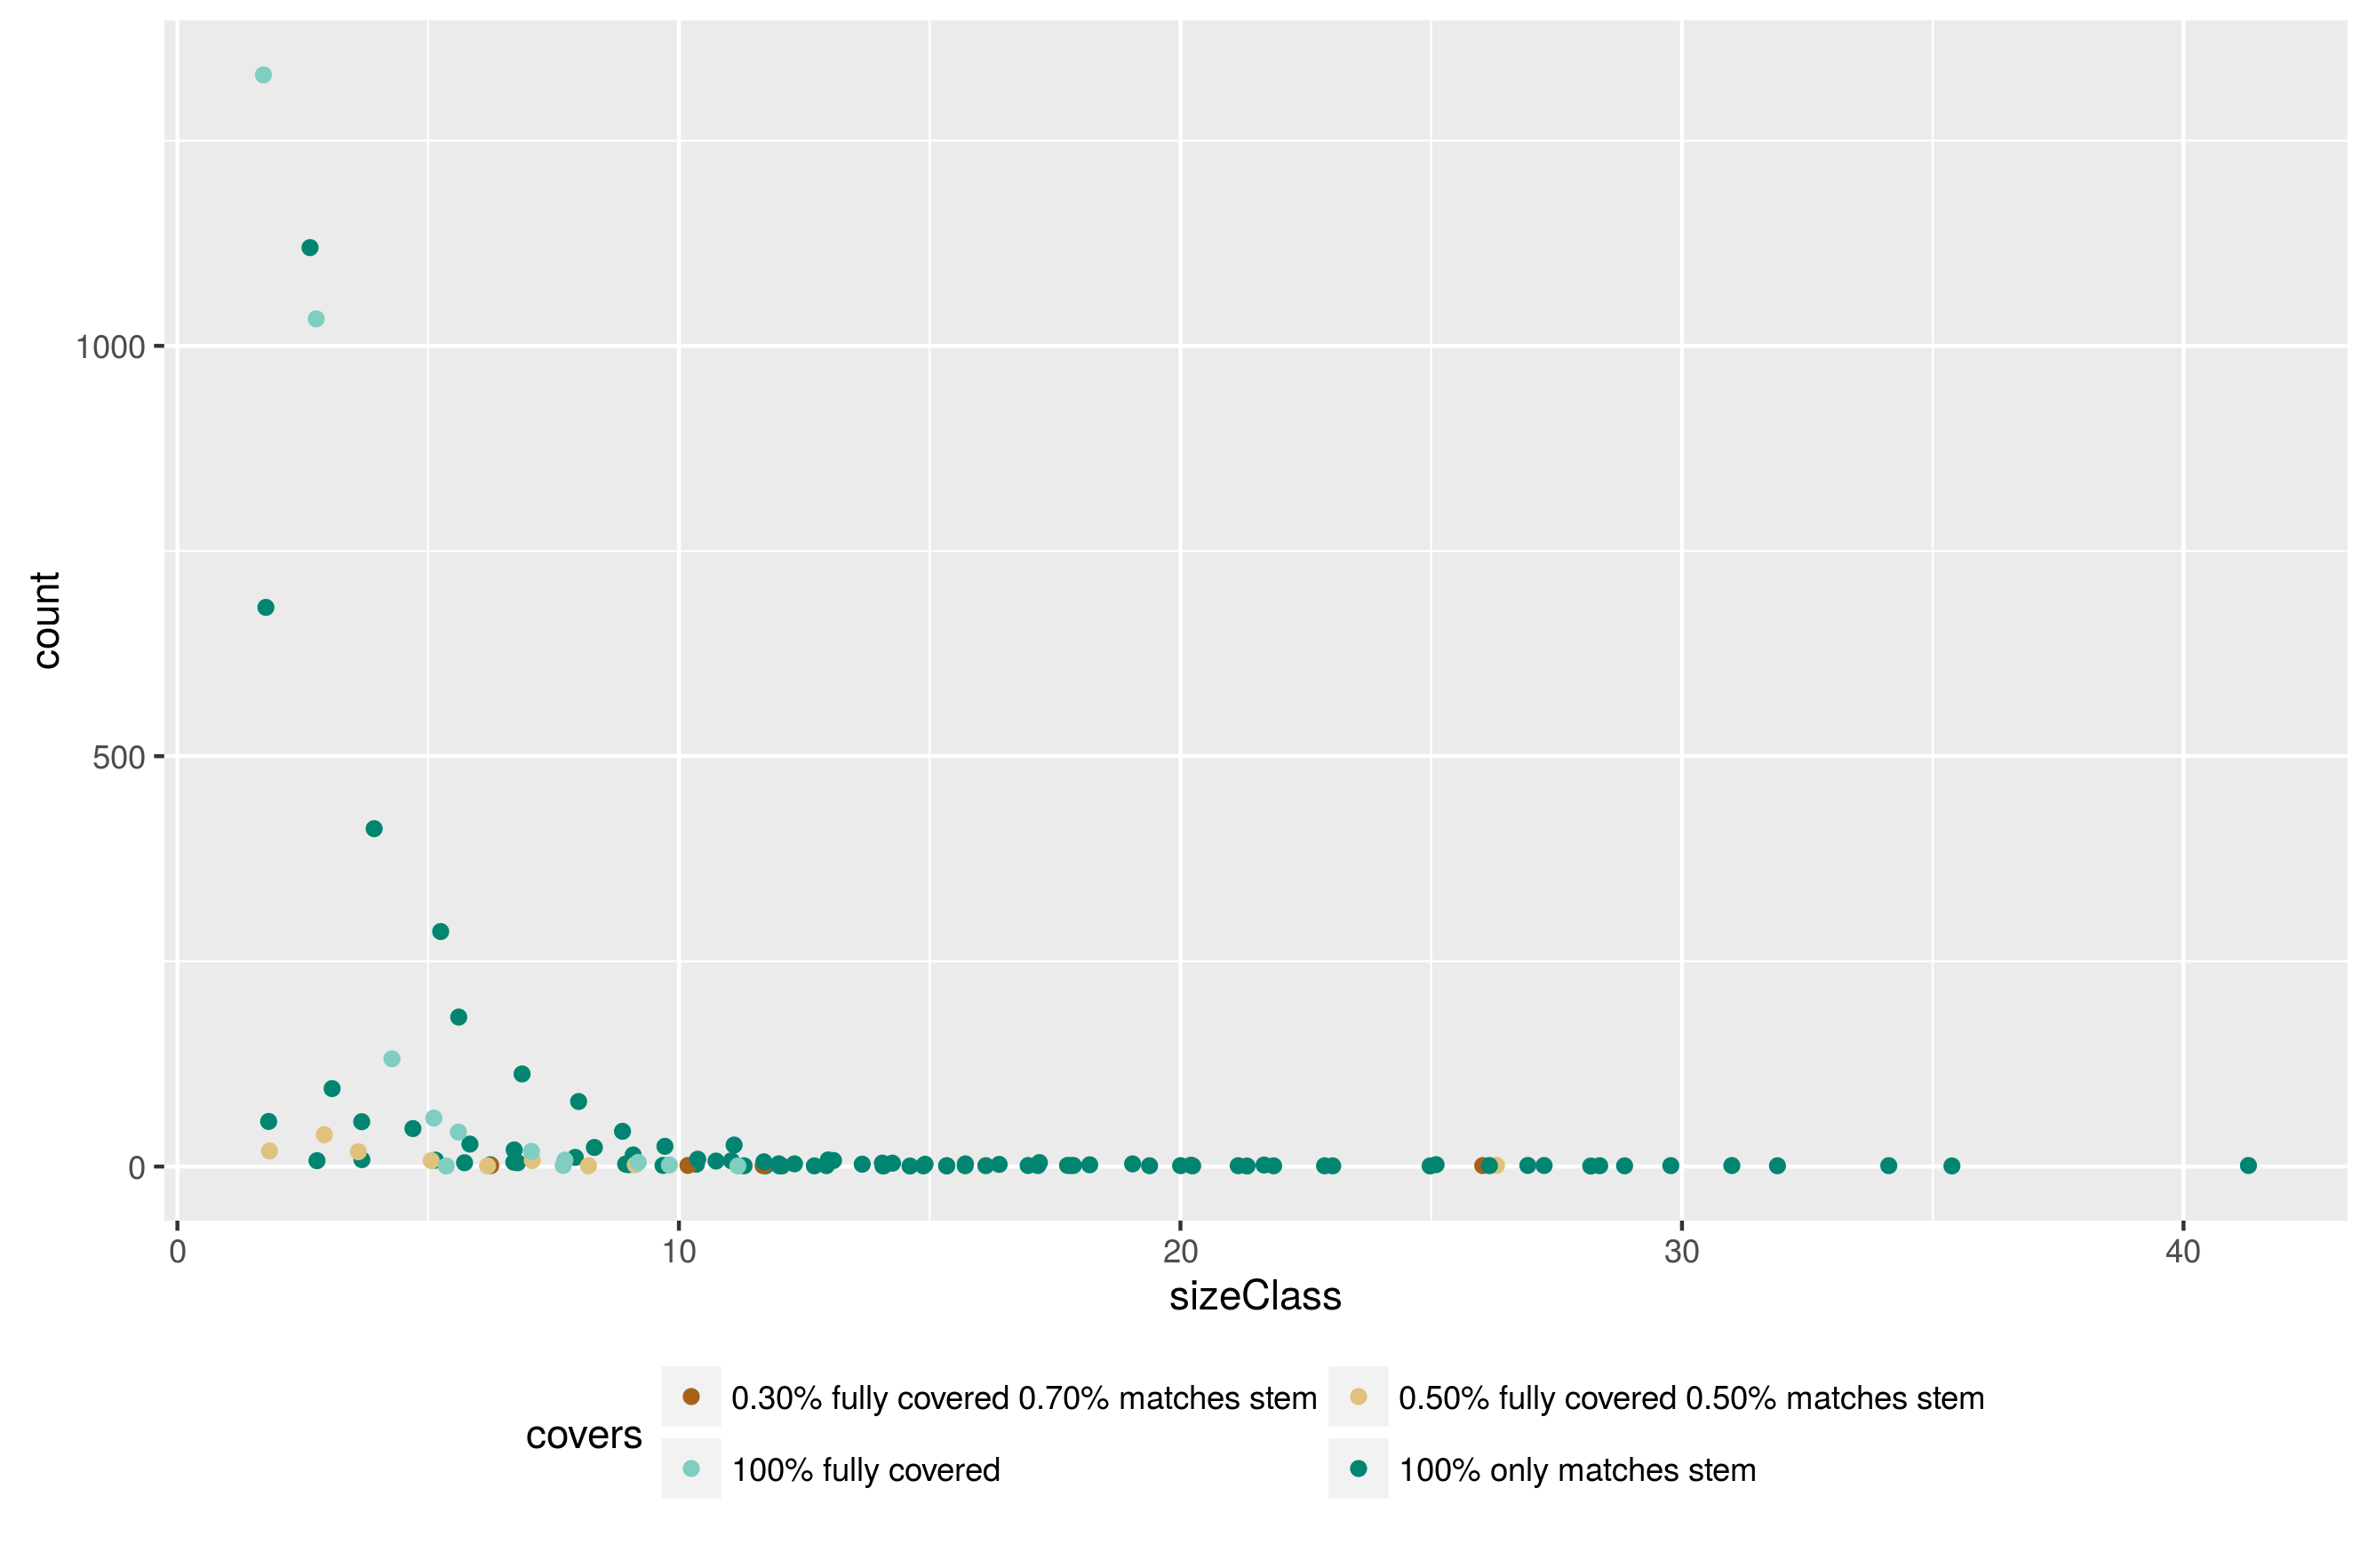 1000
500
0
count
0 10 20 30 40
sizeClass
covers
0.30% fully covered 0.70% matches stem
0.50% fully covered 0.50% matches stem
100% fully covered
100% only matches stem